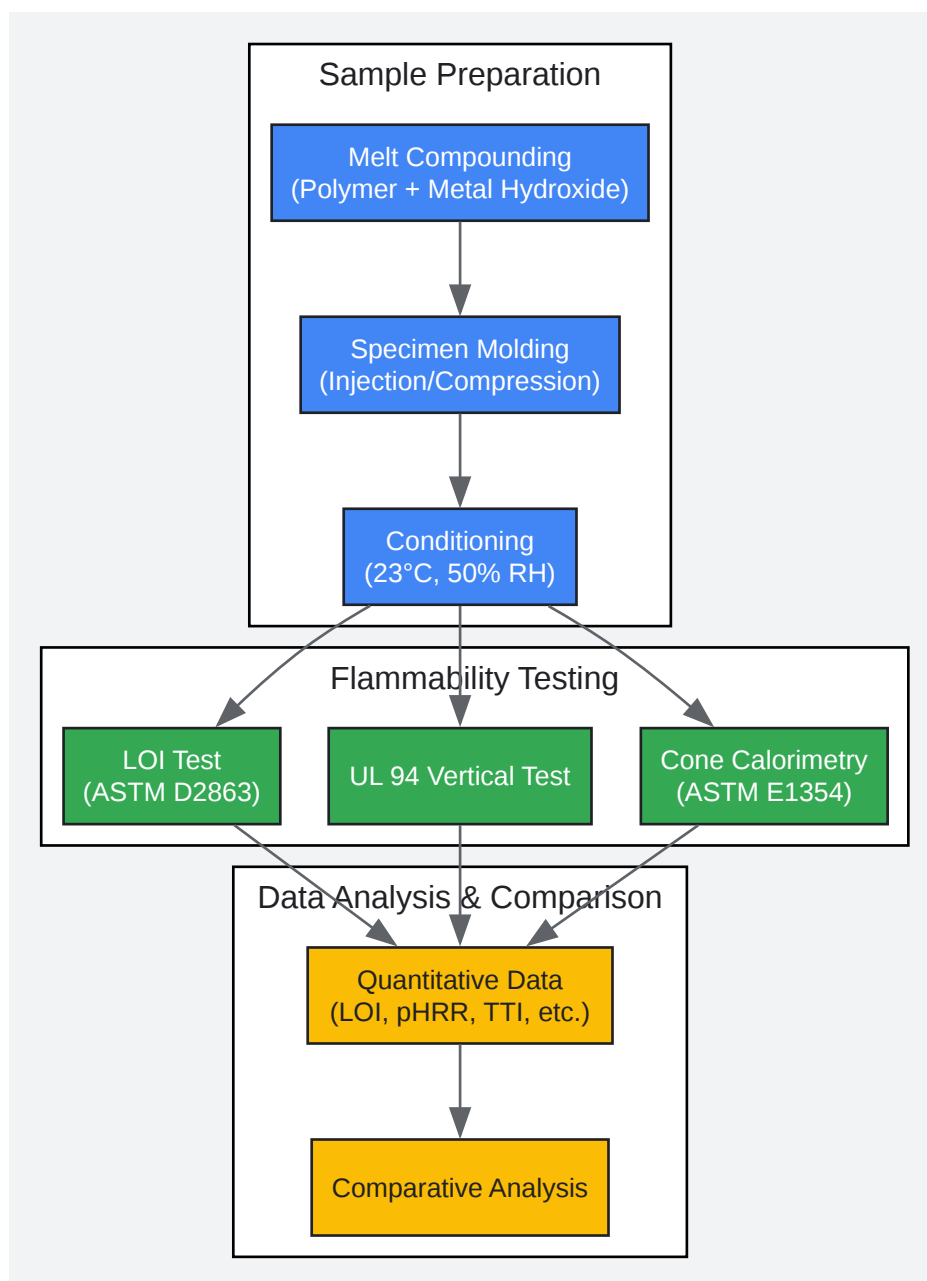 Sample Preparation
Melt Compounding
(Polymer + Metal Hydroxide)
Specimen Molding
(Injection/Compression)
Conditioning
(23°C, 50% RH)
Flammability Testing
LOI Test
(ASTM D2863)
UL 94 Vertical Test
Cone Calorimetry
(ASTM E1354)
Data Analysis & Comparison
Quantitative Data
(LOI, pHRR, TTI, etc.)
Comparative Analysis